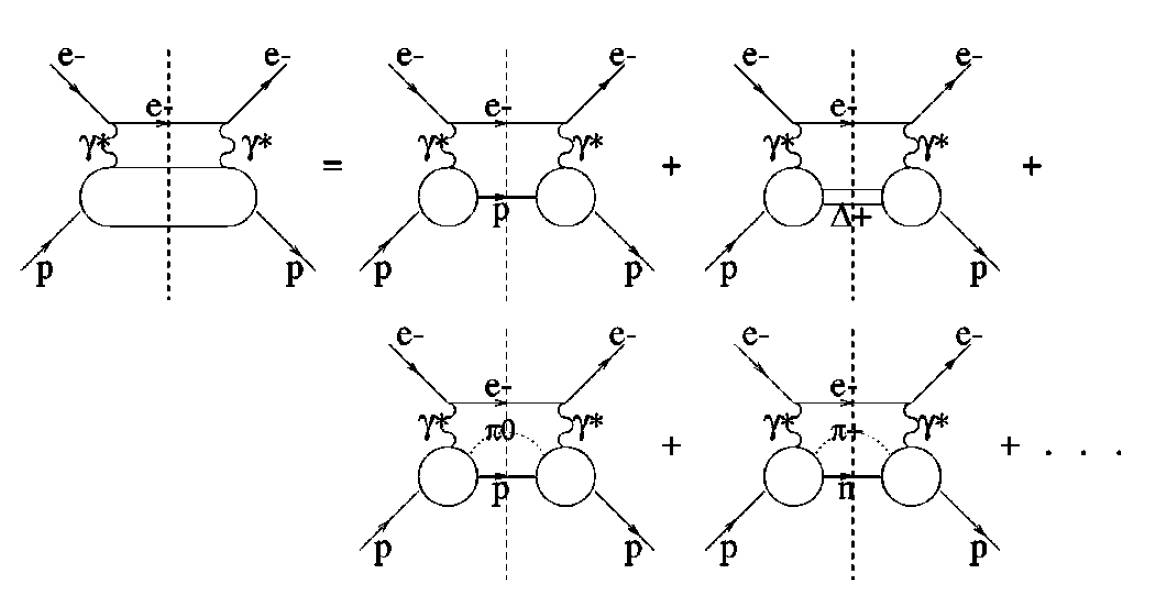 e- e- e- e- e- e-
e- e- e-
γ* γ* γ* γ* γ* γ*
= + +
p Δ+
p p p p p p
e- e- e- e-
e- e-
γ* π0 γ* γ* π+ γ*
+ + . . .
p n
p p p p